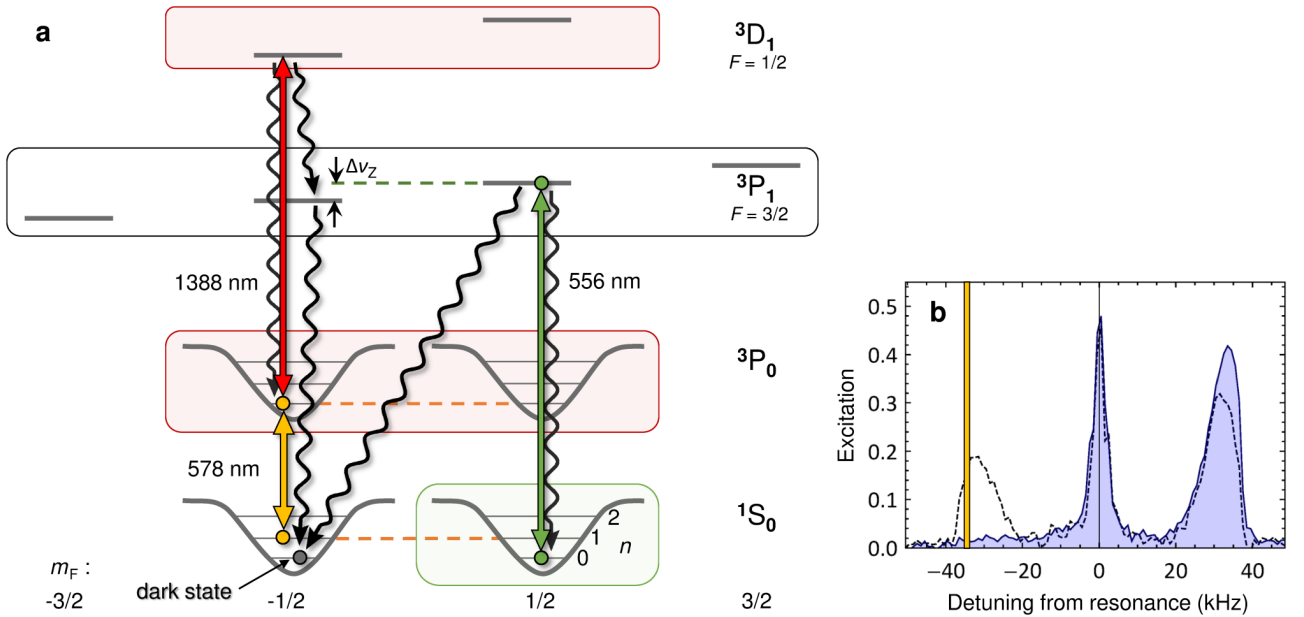 a
³D₁
F = 1/2
Δν_Z
³P₁
F = 3/2
1388 nm
556 nm
³P₀
578 nm
¹S₀
2
1
n
0
dark state
m_F :
-3/2
-1/2
1/2
3/2
b
Excitation
0.5
0.4
0.3
0.2
0.1
0.0
−40
−20
0
20
40
Detuning from resonance (kHz)